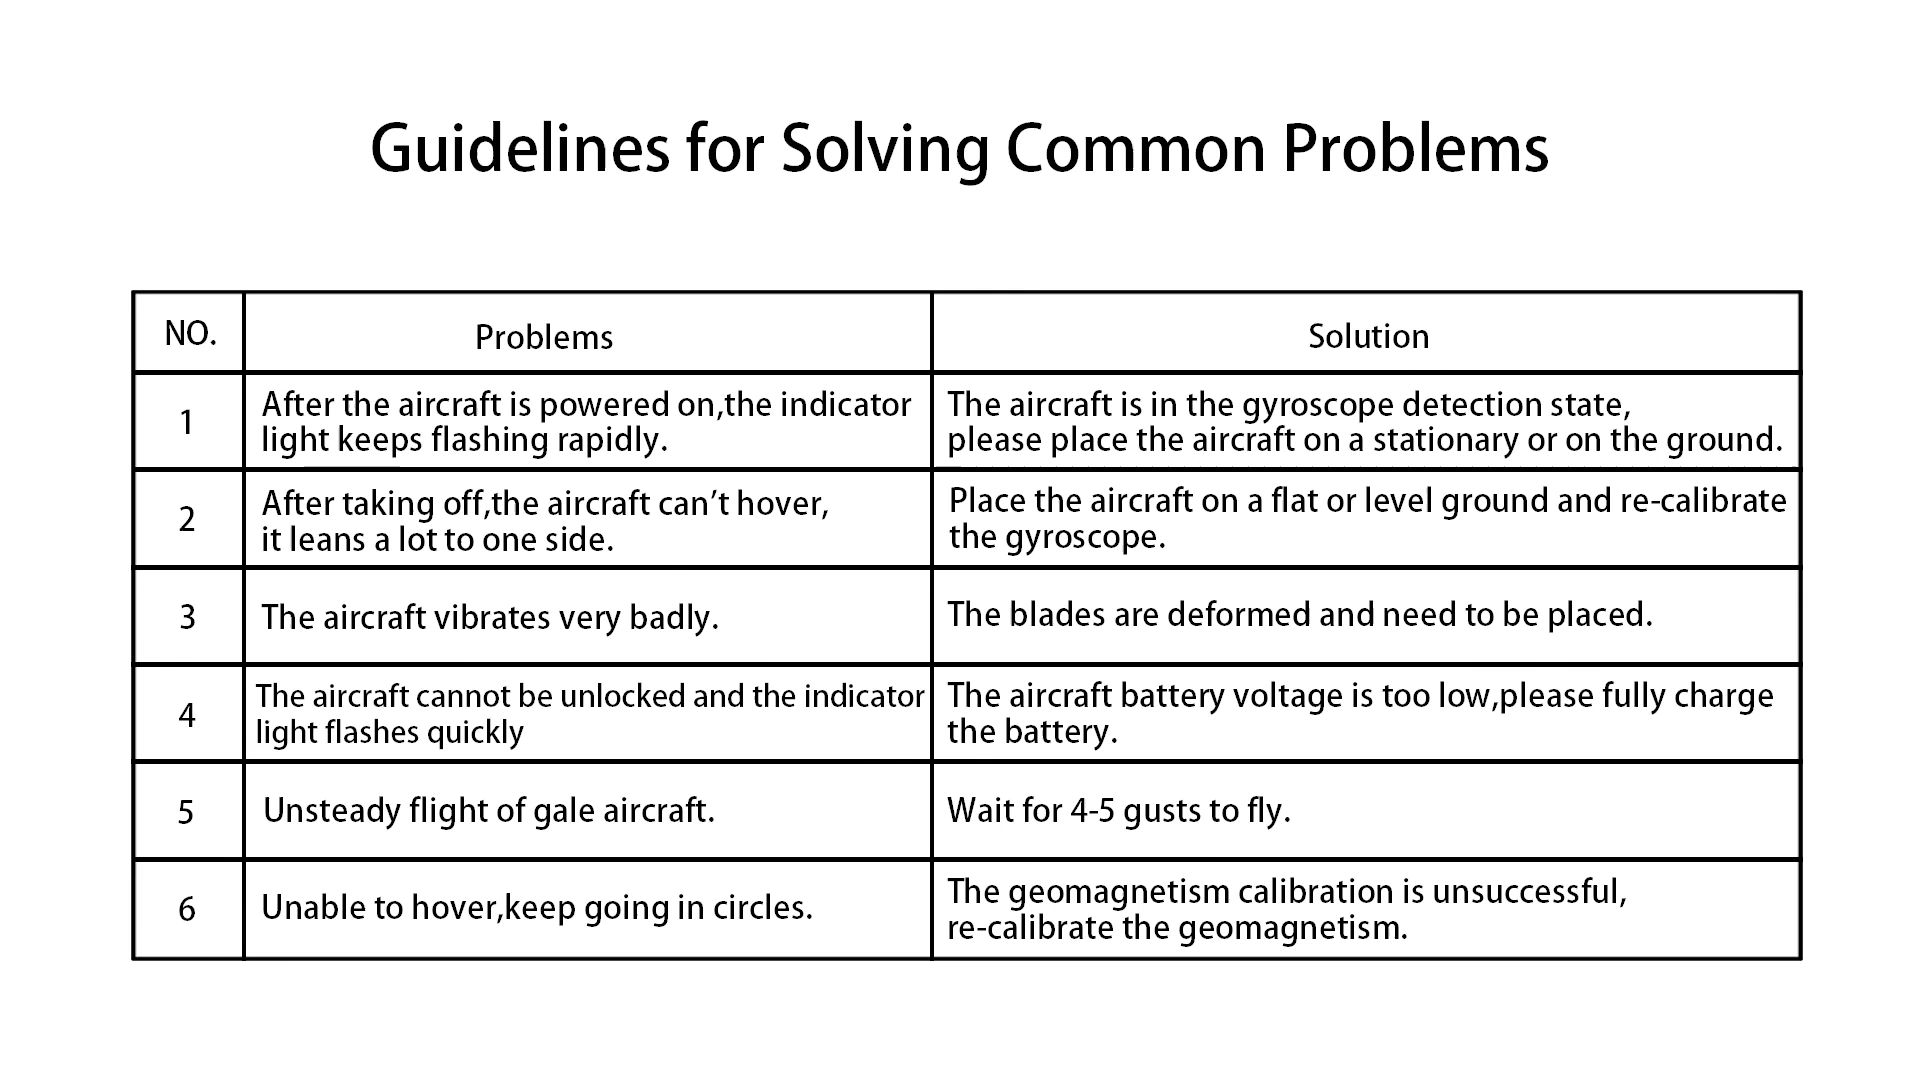 Guidelines for Solving Common Problems
NO.
Problems
Solution
1
After the aircraft is powered on,the indicator
light keeps flashing rapidly.
The aircraft is in the gyroscope detection state,
please place the aircraft on a stationary or on the ground.
2
After taking off,the aircraft can’t hover,
it leans a lot to one side.
Place the aircraft on a flat or level ground and re-calibrate
the gyroscope.
3
The aircraft vibrates very badly.
The blades are deformed and need to be placed.
4
The aircraft cannot be unlocked and the indicator
light flashes quickly
The aircraft battery voltage is too low,please fully charge
the battery.
5
Unsteady flight of gale aircraft.
Wait for 4-5 gusts to fly.
6
Unable to hover,keep going in circles.
The geomagnetism calibration is unsuccessful,
re-calibrate the geomagnetism.